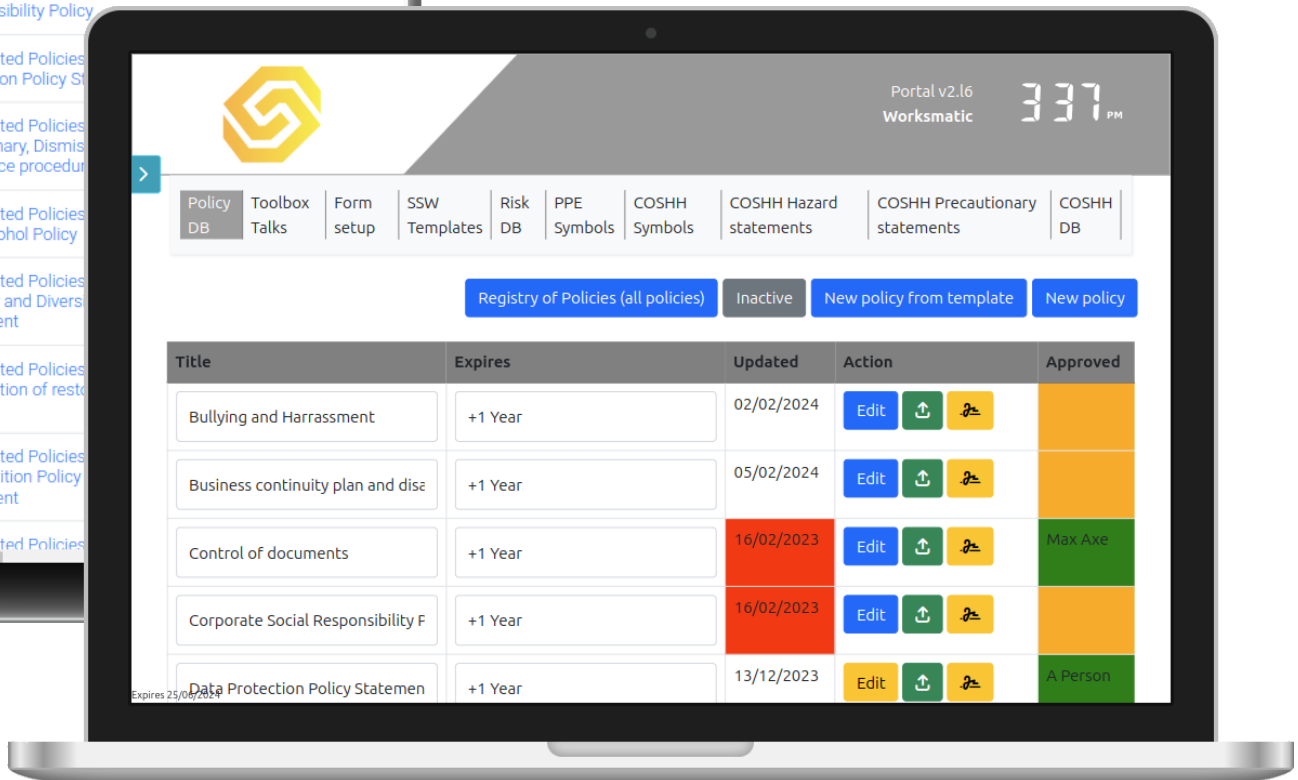 sibility Policy
ted Policies
on Policy St
ted Policies
nary, Dismis
ce procedur
ted Policies
ohol Policy
ted Policies
and Divers
ent
ted Policies
tion of resto
ted Policies
ition Policy
ent
ted Policies
Portal v2.l6
Worksmatic
337 PM
Policy DB
Toolbox Talks
Form setup
SSW Templates
Risk DB
PPE Symbols
COSHH Symbols
COSHH Hazard statements
COSHH Precautionary statements
COSHH DB
Registry of Policies (all policies) Inactive New policy from template New policy
Title Expires Updated Action Approved
Bullying and Harrassment +1 Year 02/02/2024 Edit
Business continuity plan and disa +1 Year 05/02/2024 Edit
Control of documents +1 Year 16/02/2023 Edit Max Axe
Corporate Social Responsibility P +1 Year 16/02/2023 Edit
Data Protection Policy Statemen +1 Year 13/12/2023 Edit A Person
Expires 25/06/2024